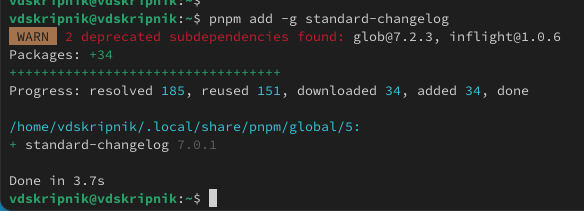 vdskripnik@vdskripnik:~$
vdskripnik@vdskripnik:~$ pnpm add -g standard-changelog
WARN 2 deprecated subdependencies found: glob@7.2.3, inflight@1.0.6
Packages: +34
++++++++++++++++++++++++++++++++++
Progress: resolved 185, reused 151, downloaded 34, added 34, done
/home/vdskripnik/.local/share/pnpm/global/5:
+ standard-changelog 7.0.1
Done in 3.7s
vdskripnik@vdskripnik:~$